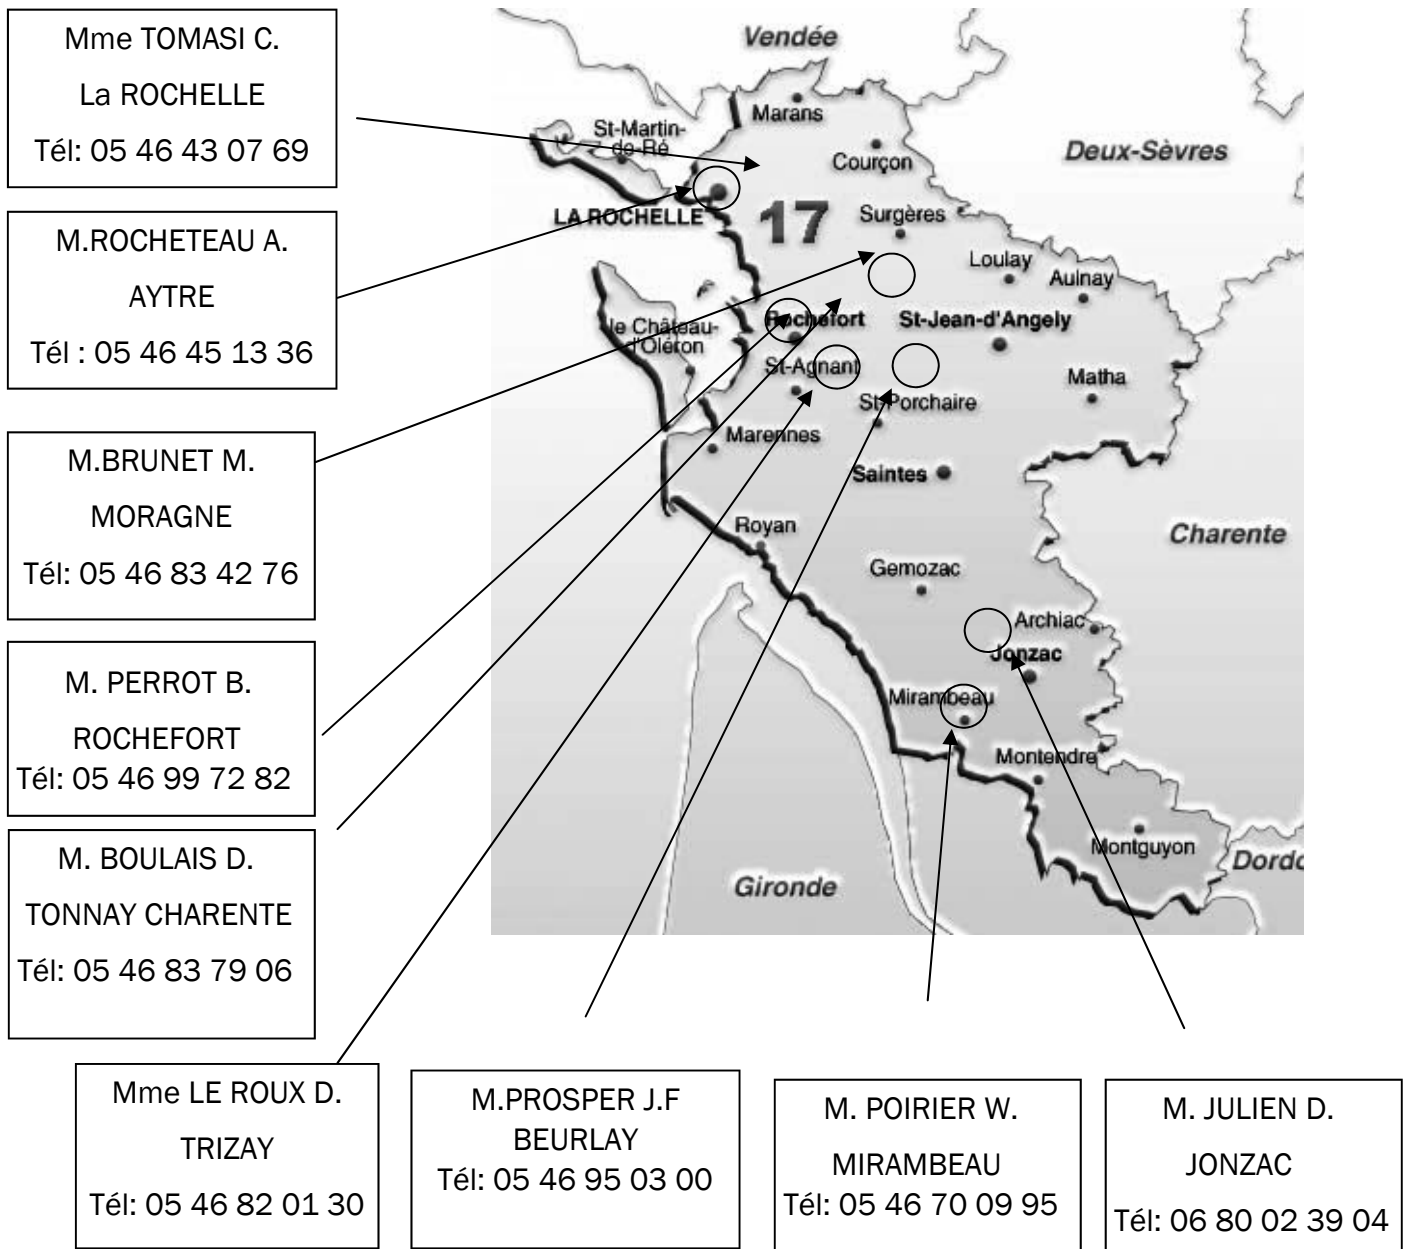 Mme TOMASI C.
La ROCHELLE
Tél: 05 46 43 07 69
M.ROCHETEAU A.
AYTRE
Tél : 05 46 45 13 36
M.BRUNET M.
MORAGNE
Tél: 05 46 83 42 76
M. PERROT B.
ROCHEFORT
Tél: 05 46 99 72 82
M. BOULAIS D.
TONNAY CHARENTE
Tél: 05 46 83 79 06
Mme LE ROUX D.
TRIZAY
Tél: 05 46 82 01 30
M.PROSPER J.F
BEURLAY
Tél: 05 46 95 03 00
M. POIRIER W.
MIRAMBEAU
Tél: 05 46 70 09 95
M. JULIEN D.
JONZAC
Tél: 06 80 02 39 04
Vendée
Marans
St-Martin-
de-Ré
Courçon
Deux-Sèvres
LA ROCHELLE
17
Surgères
Loulay
Aulnay
le Château-
d'Oléron
Rochefort
St-Jean-d'Angely
St-Agnant
Matha
St-Porchaire
Marennes
Saintes
Royan
Charente
Gemozac
Archiac
Jonzac
Mirambeau
Montendre
Montguyon
Dordo
Gironde